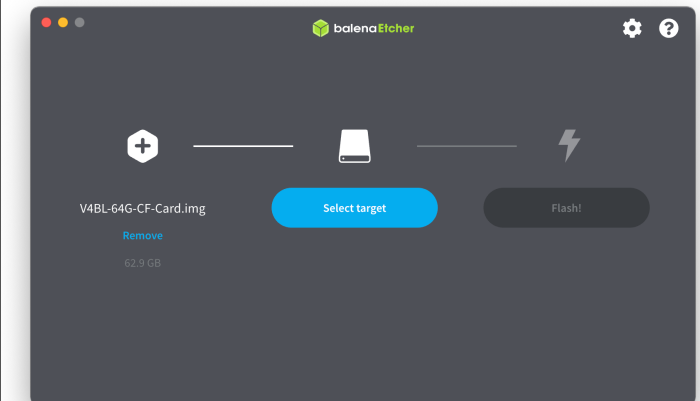 balenaEtcher
V4BL-64G-CF-Card.img
Remove
62.9 GB
Select target
Flash!